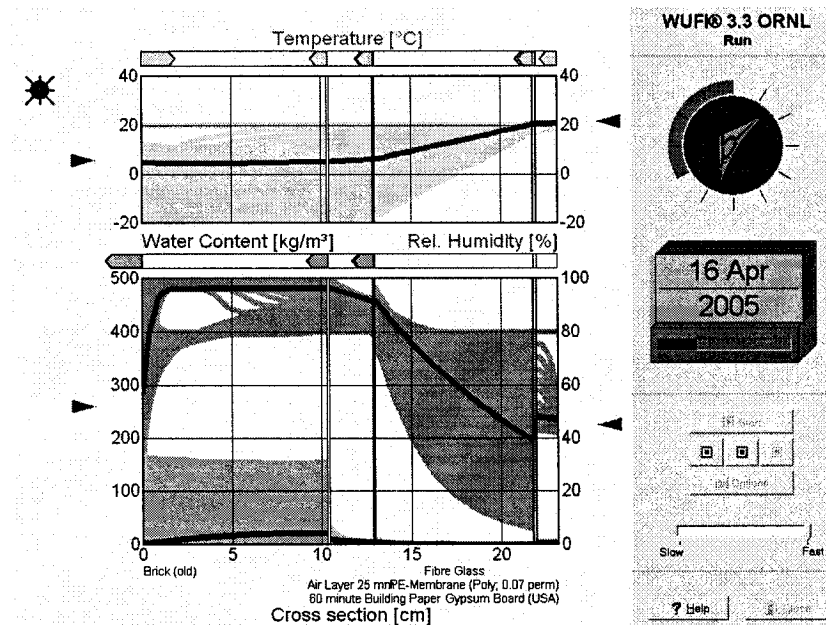 Temperature [°C]
40
20
0
-20
40
20
0
-20
Water Content [kg/m³]
Rel. Humidity [%]
500
400
300
200
100
0
100
80
60
40
20
0
0
5
10
15
20
Brick (old)
Fibre Glass
Air Layer 25 mm
PE-Membrane (Poly; 0.07 perm)
60 minute Building Paper
Gypsum Board (USA)
Cross section [cm]
WUFI® 3.3 ORNL
Run
16 Apr
2005
Options
Slow
Fast
? Help